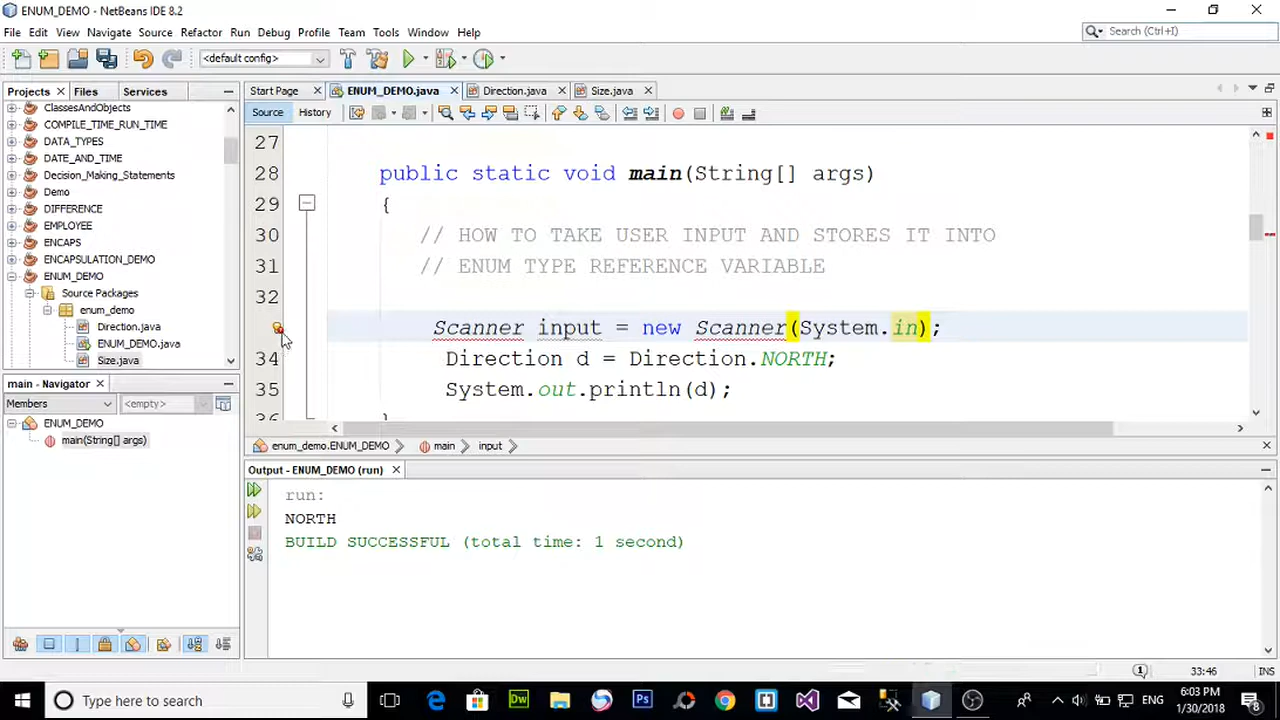 ENUM_DEMO - NetBeans IDE 8.2
File Edit View Navigate Source Refactor Run Debug Profile Team Tools Window Help
Search (Ctrl+I)
<default config>
Projects Files Services
Start Page ENUM_DEMO.java Direction.java Size.java
Source History
ClassesAndObjects
COMPILE_TIME_RUN_TIME
DATA_TYPES
DATE_AND_TIME
Decision_Making_Statements
Demo
DIFFERENCE
EMPLOYEE
ENCAPS
ENCAPSULATION_DEMO
ENUM_DEMO
Source Packages
enum_demo
Direction.java
ENUM_DEMO.java
Size.java
27
28 public static void main(String[] args)
29 {
30 // HOW TO TAKE USER INPUT AND STORES IT INTO
31 // ENUM TYPE REFERENCE VARIABLE
32
Scanner input = new Scanner(System.in);
34 Direction d = Direction.NORTH;
35 System.out.println(d);
36 }
main - Navigator
Members <empty>
ENUM_DEMO
main(String[] args)
enum_demo.ENUM_DEMO main input
Output - ENUM_DEMO (run)
run:
NORTH
BUILD SUCCESSFUL (total time: 1 second)
1 33:46 INS
Type here to search
ENG
6:03 PM
1/30/2018
8